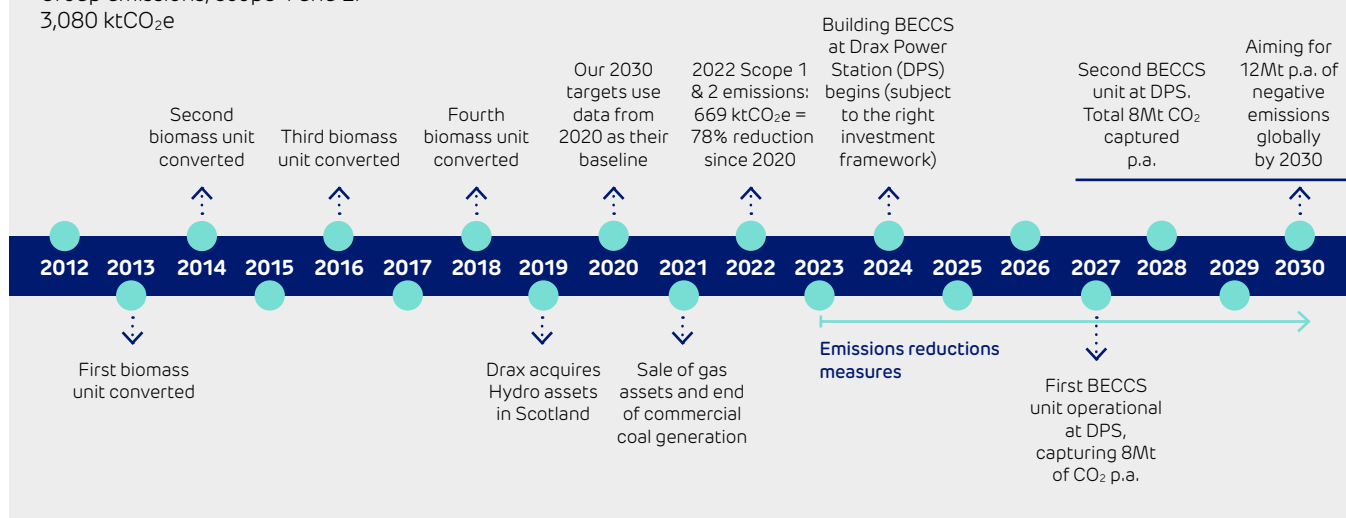 Group emissions, scope 1 and 2:
3,080 ktCO₂e
Second
biomass unit
converted
Third biomass
unit converted
Fourth
biomass unit
converted
Our 2030
targets use
data from
2020 as their
baseline
2022 Scope 1
& 2 emissions:
669 ktCO₂e =
78% reduction
since 2020
Building BECCS
at Drax Power
Station (DPS)
begins (subject
to the right
investment
framework)
Second BECCS
unit at DPS.
Total 8Mt CO₂
captured
p.a.
Aiming for
12Mt p.a. of
negative
emissions
globally
by 2030
2012 2013 2014 2015 2016 2017 2018 2019 2020 2021 2022 2023 2024 2025 2026 2027 2028 2029 2030
First biomass
unit converted
Drax acquires
Hydro assets
in Scotland
Sale of gas
assets and end
of commercial
coal generation
Emissions reductions
measures
First BECCS
unit operational
at DPS,
capturing 8Mt
of CO₂ p.a.